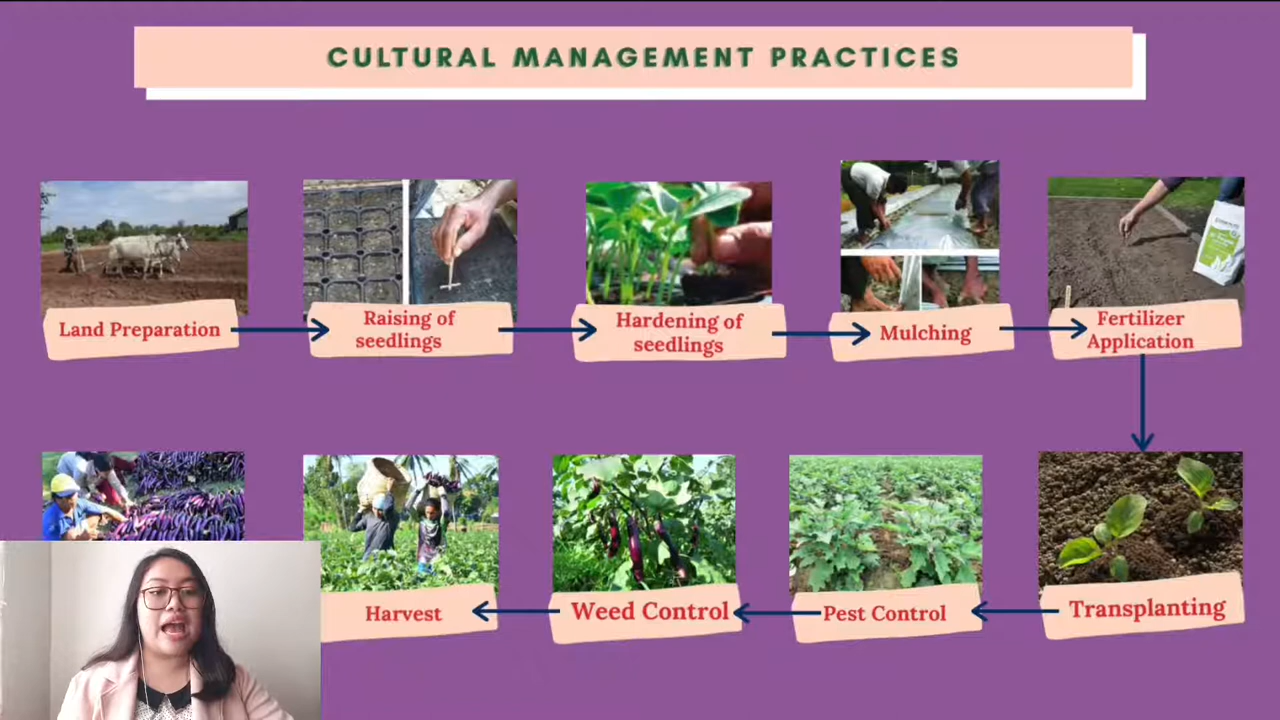 CULTURAL MANAGEMENT PRACTICES
Land Preparation
Raising of
seedlings
Hardening of
seedlings
Mulching
Fertilizer
Application
Transplanting
Pest Control
Weed Control
Harvest